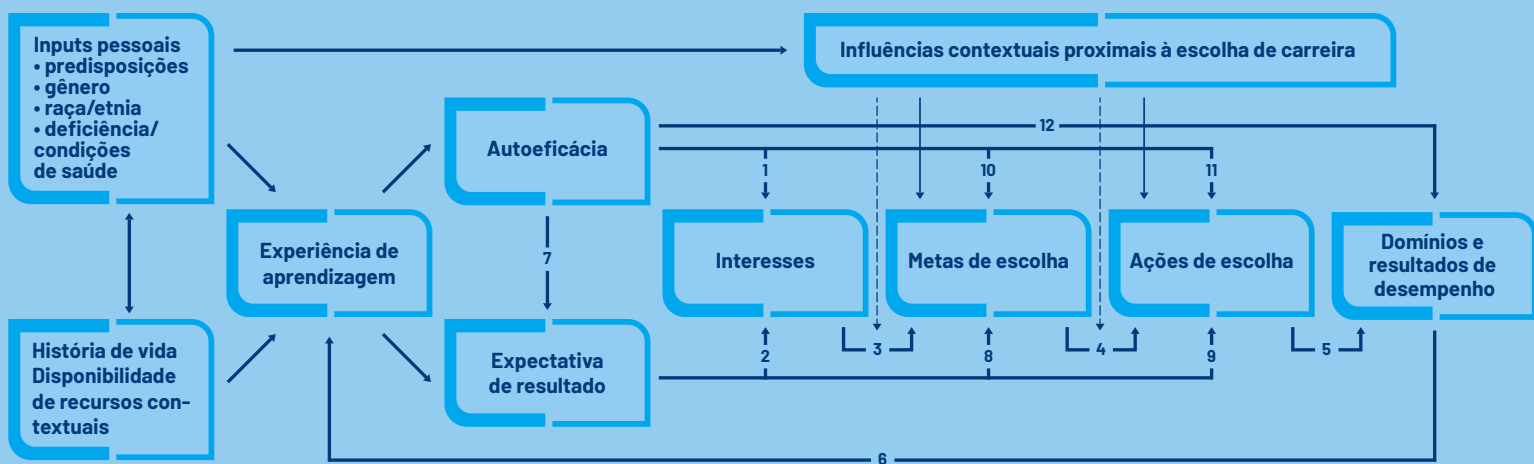 Inputs pessoais
• predisposições
• gênero
• raça/etnia
• deficiência/
condições
de saúde
Influências contextuais proximais à escolha de carreira
Autoeficácia
12
1
10
11
Experiência de
aprendizagem
7
Interesses
Metas de escolha
Ações de escolha
Domínios e
resultados de
desempenho
História de vida
Disponibilidade
de recursos con-
textuais
Expectativa
de resultado
2
3
8
4
9
5
6